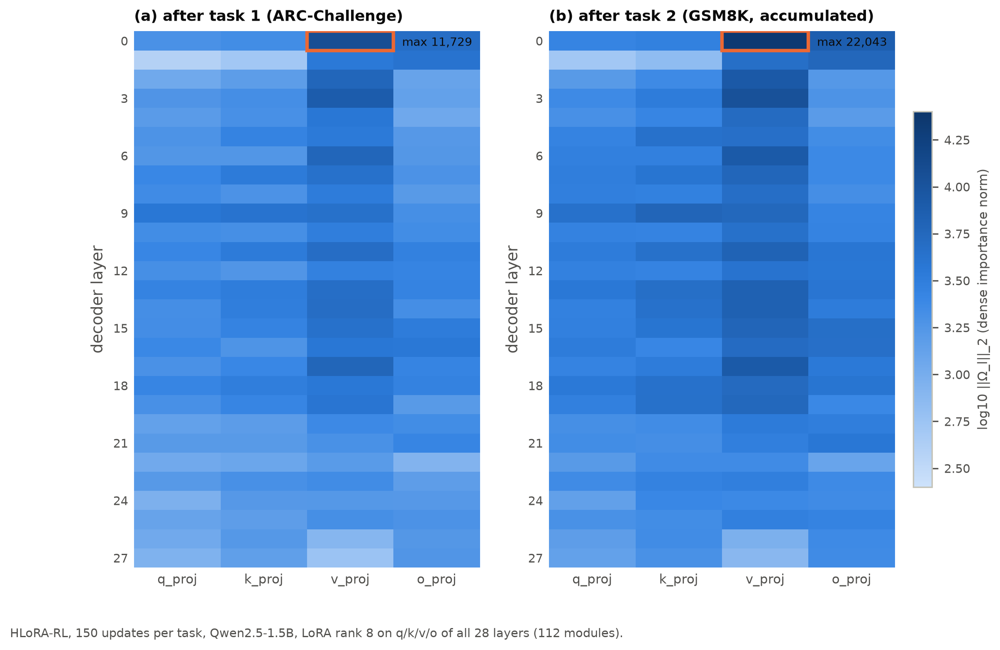 (a) after task 1 (ARC-Challenge)
max 11,729
0
3
6
9
12
15
18
21
24
27
decoder layer
q_proj k_proj v_proj o_proj
(b) after task 2 (GSM8K, accumulated)
max 22,043
0
3
6
9
12
15
18
21
24
27
decoder layer
q_proj k_proj v_proj o_proj
4.25
4.00
3.75
3.50
3.25
3.00
2.75
2.50
log10 ||Ω_l||_2 (dense importance norm)
HLoRA-RL, 150 updates per task, Qwen2.5-1.5B, LoRA rank 8 on q/k/v/o of all 28 layers (112 modules).